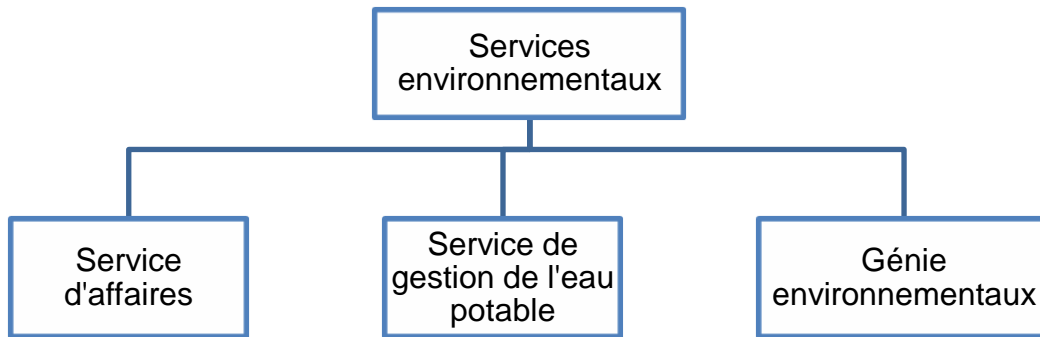 Services
environnementaux
Service
d'affaires
Service de
gestion de l'eau
potable
Génie
environnementaux